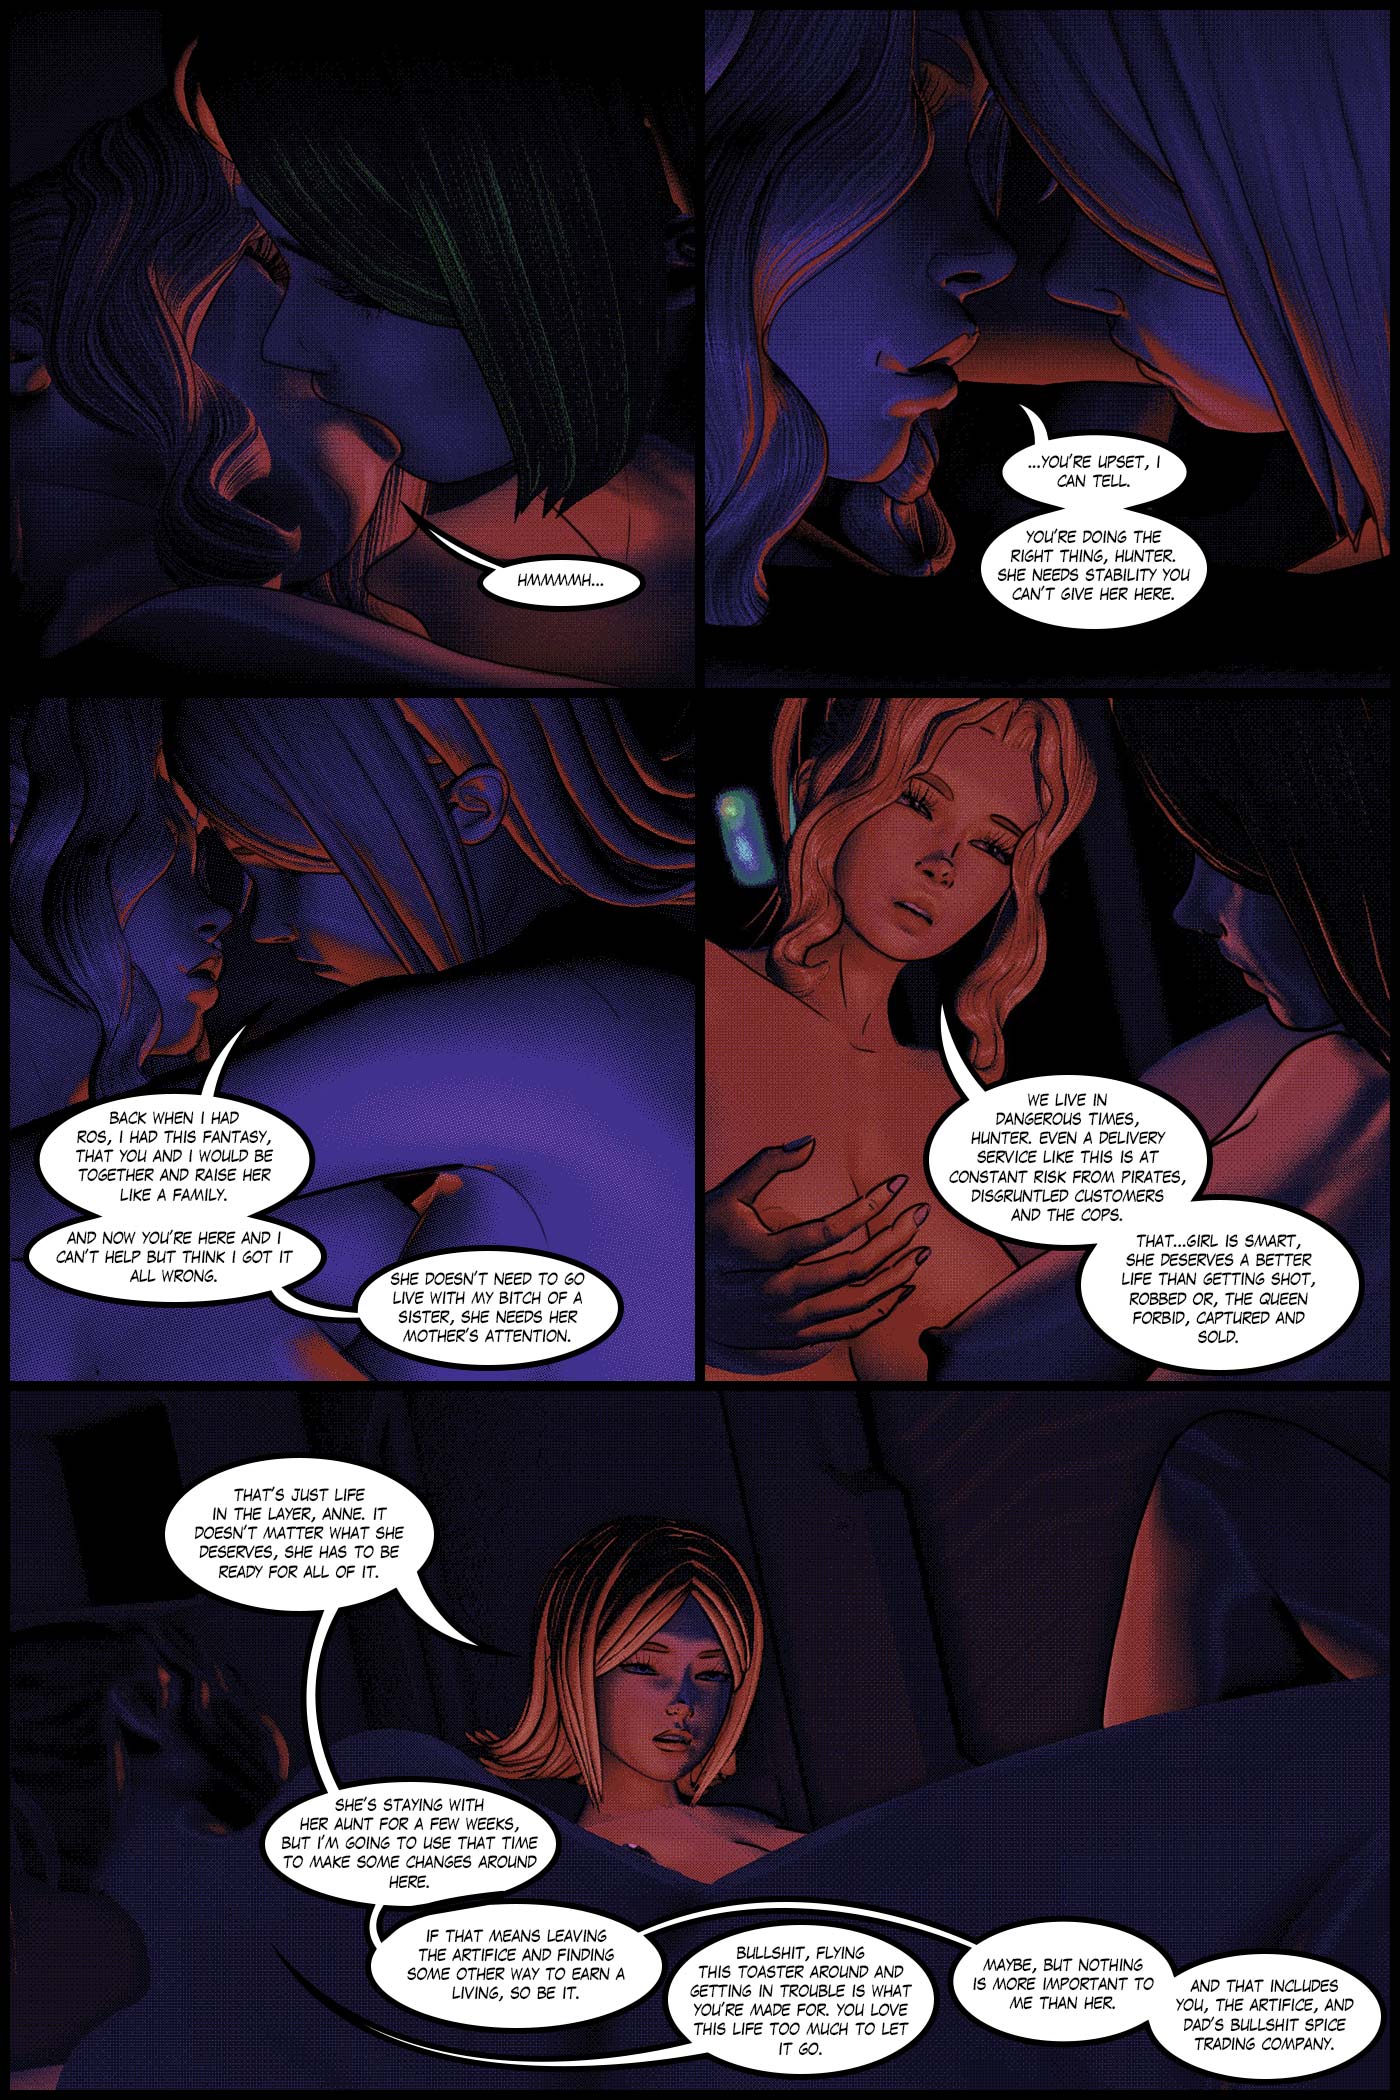 HMMMMH...
...YOU'RE UPSET, I
CAN TELL.
YOU'RE DOING THE
RIGHT THING, HUNTER.
SHE NEEDS STABILITY YOU
CAN'T GIVE HER HERE.
BACK WHEN I HAD
ROS, I HAD THIS FANTASY,
THAT YOU AND I WOULD BE
TOGETHER AND RAISE HER
LIKE A FAMILY.
AND NOW YOU'RE HERE AND I
CAN'T HELP BUT THINK I GOT IT
ALL WRONG.
SHE DOESN'T NEED TO GO
LIVE WITH MY BITCH OF A
SISTER, SHE NEEDS HER
MOTHER'S ATTENTION.
WE LIVE IN
DANGEROUS TIMES,
HUNTER. EVEN A DELIVERY
SERVICE LIKE THIS IS AT
CONSTANT RISK FROM PIRATES,
DISGRUNTLED CUSTOMERS
AND THE COPS.
THAT...GIRL IS SMART,
SHE DESERVES A BETTER
LIFE THAN GETTING SHOT,
ROBBED OR, THE QUEEN
FORBID, CAPTURED AND
SOLD.
THAT'S JUST LIFE
IN THE LAYER, ANNE. IT
DOESN'T MATTER WHAT SHE
DESERVES, SHE HAS TO BE
READY FOR ALL OF IT.
SHE'S STAYING WITH
HER AUNT FOR A FEW WEEKS,
BUT I'M GOING TO USE THAT TIME
TO MAKE SOME CHANGES AROUND
HERE.
IF THAT MEANS LEAVING
THE ARTIFICE AND FINDING
SOME OTHER WAY TO EARN A
LIVING, SO BE IT.
BULLSHIT, FLYING
THIS TOASTER AROUND AND
GETTING IN TROUBLE IS WHAT
YOU'RE MADE FOR. YOU LOVE
THIS LIFE TOO MUCH TO LET
IT GO.
MAYBE, BUT NOTHING
IS MORE IMPORTANT TO
ME THAN HER.
AND THAT INCLUDES
YOU, THE ARTIFICE, AND
DAD'S BULLSHIT SPICE
TRADING COMPANY.